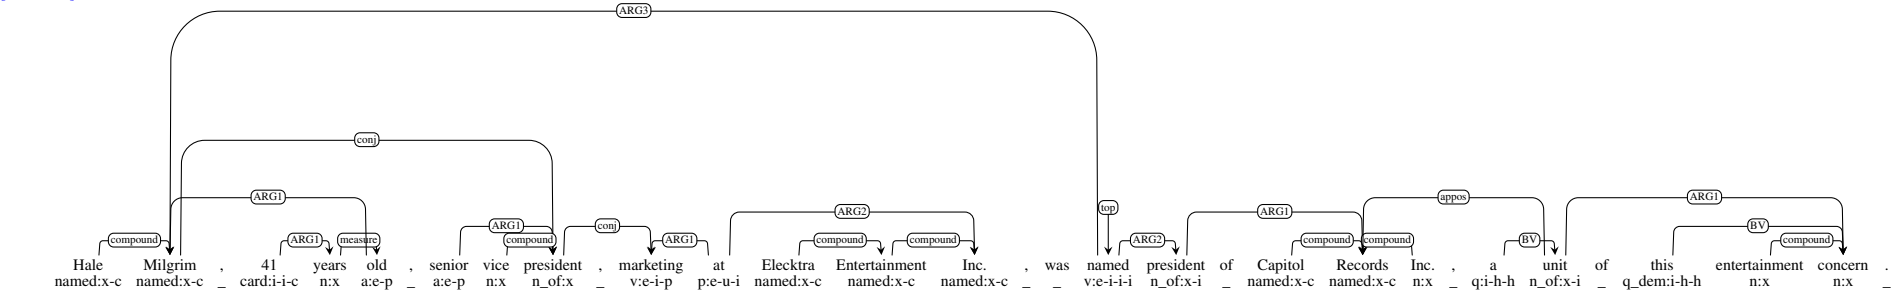 ARG3
conj
ARG1 appos ARG1
ARG2 top ARG1
ARG1 conj BV
compound ARG1 measure compound ARG1 compound compound ARG2 compound compound BV compound
Hale Milgrim , 41 years old , senior vice president , marketing at Elecktra Entertainment Inc. , was named president of Capitol Records Inc. , a unit of this entertainment concern .
named:x-c named:x-c _ card:i-i-c n:x a:e-p _ a:e-p n:x n_of:x _ v:e-i-p p:e-u-i named:x-c named:x-c named:x-c _ _ v:e-i-i-i n_of:x-i _ named:x-c named:x-c n:x _ q:i-h-h n_of:x-i _ q_dem:i-h-h n:x n:x _